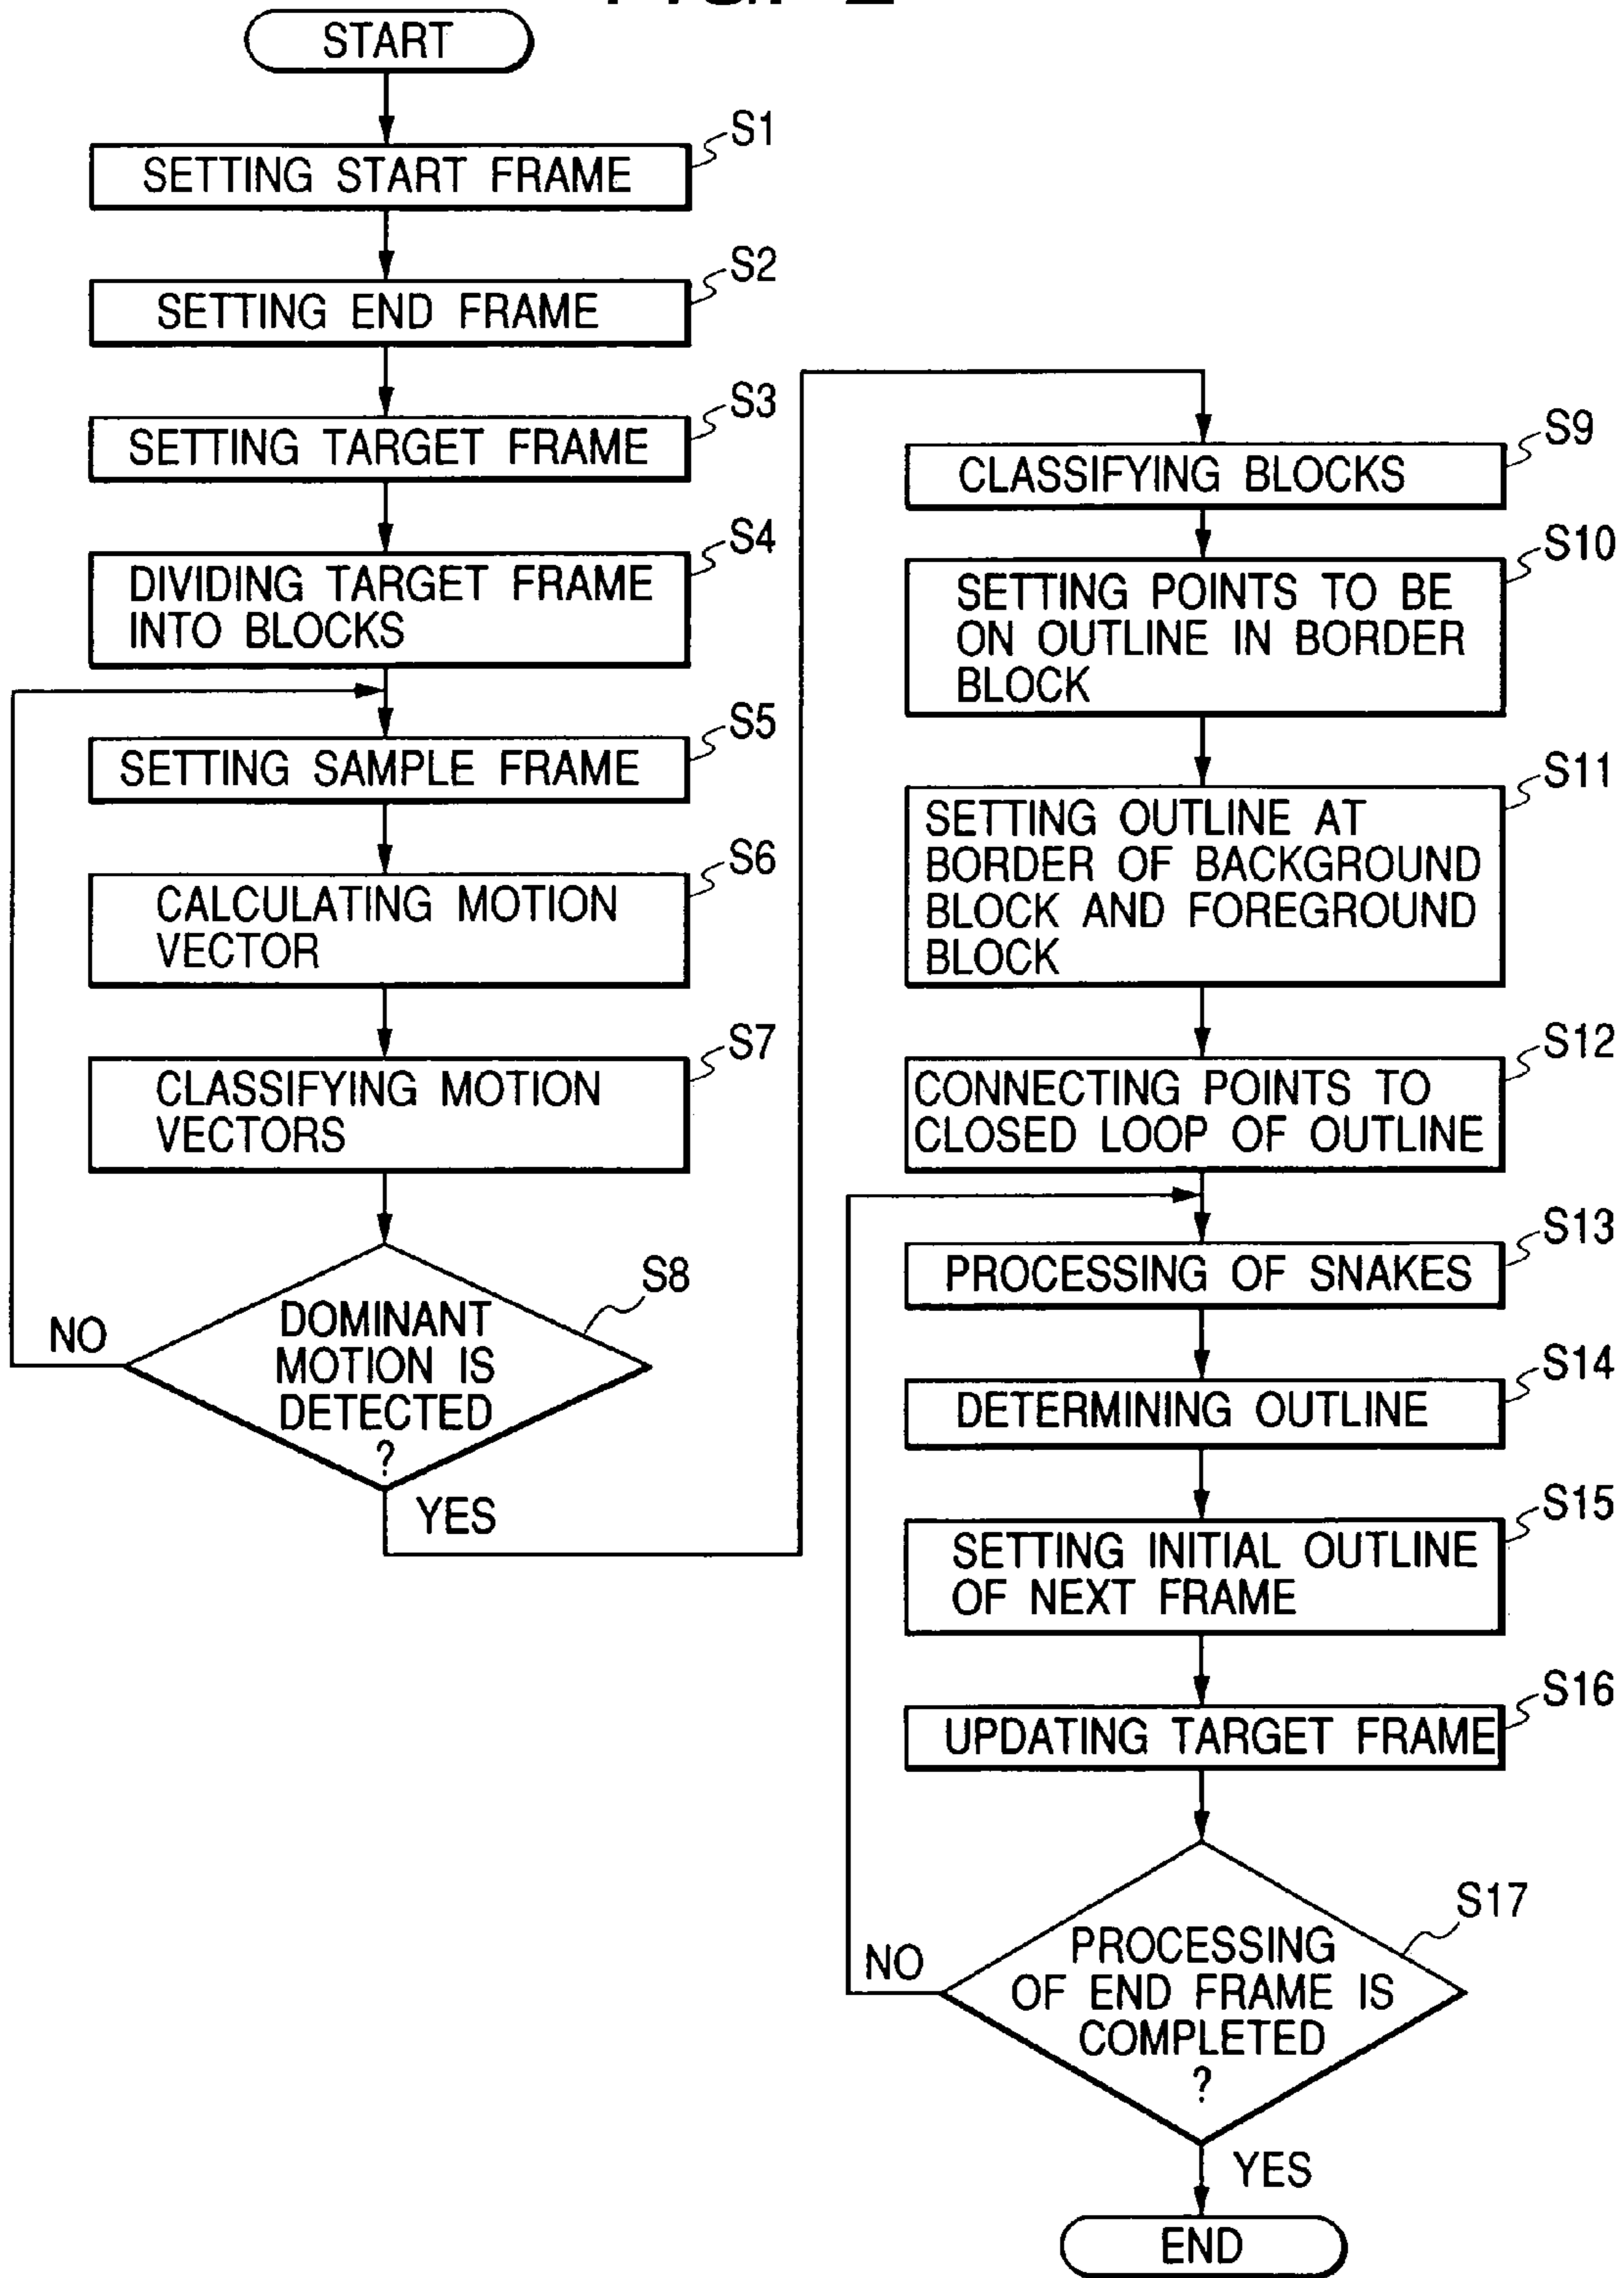 START
S1
SETTING START FRAME
S2
SETTING END FRAME
S3
SETTING TARGET FRAME
S4
DIVIDING TARGET FRAME
INTO BLOCKS
S5
SETTING SAMPLE FRAME
S6
CALCULATING MOTION
VECTOR
S7
CLASSIFYING MOTION
VECTORS
S8
DOMINANT
MOTION IS
DETECTED
?
NO
YES
S9
CLASSIFYING BLOCKS
S10
SETTING POINTS TO BE
ON OUTLINE IN BORDER
BLOCK
S11
SETTING OUTLINE AT
BORDER OF BACKGROUND
BLOCK AND FOREGROUND
BLOCK
S12
CONNECTING POINTS TO
CLOSED LOOP OF OUTLINE
S13
PROCESSING OF SNAKES
S14
DETERMINING OUTLINE
S15
SETTING INITIAL OUTLINE
OF NEXT FRAME
S16
UPDATING TARGET FRAME
S17
PROCESSING
OF END FRAME IS
COMPLETED
?
NO
YES
END